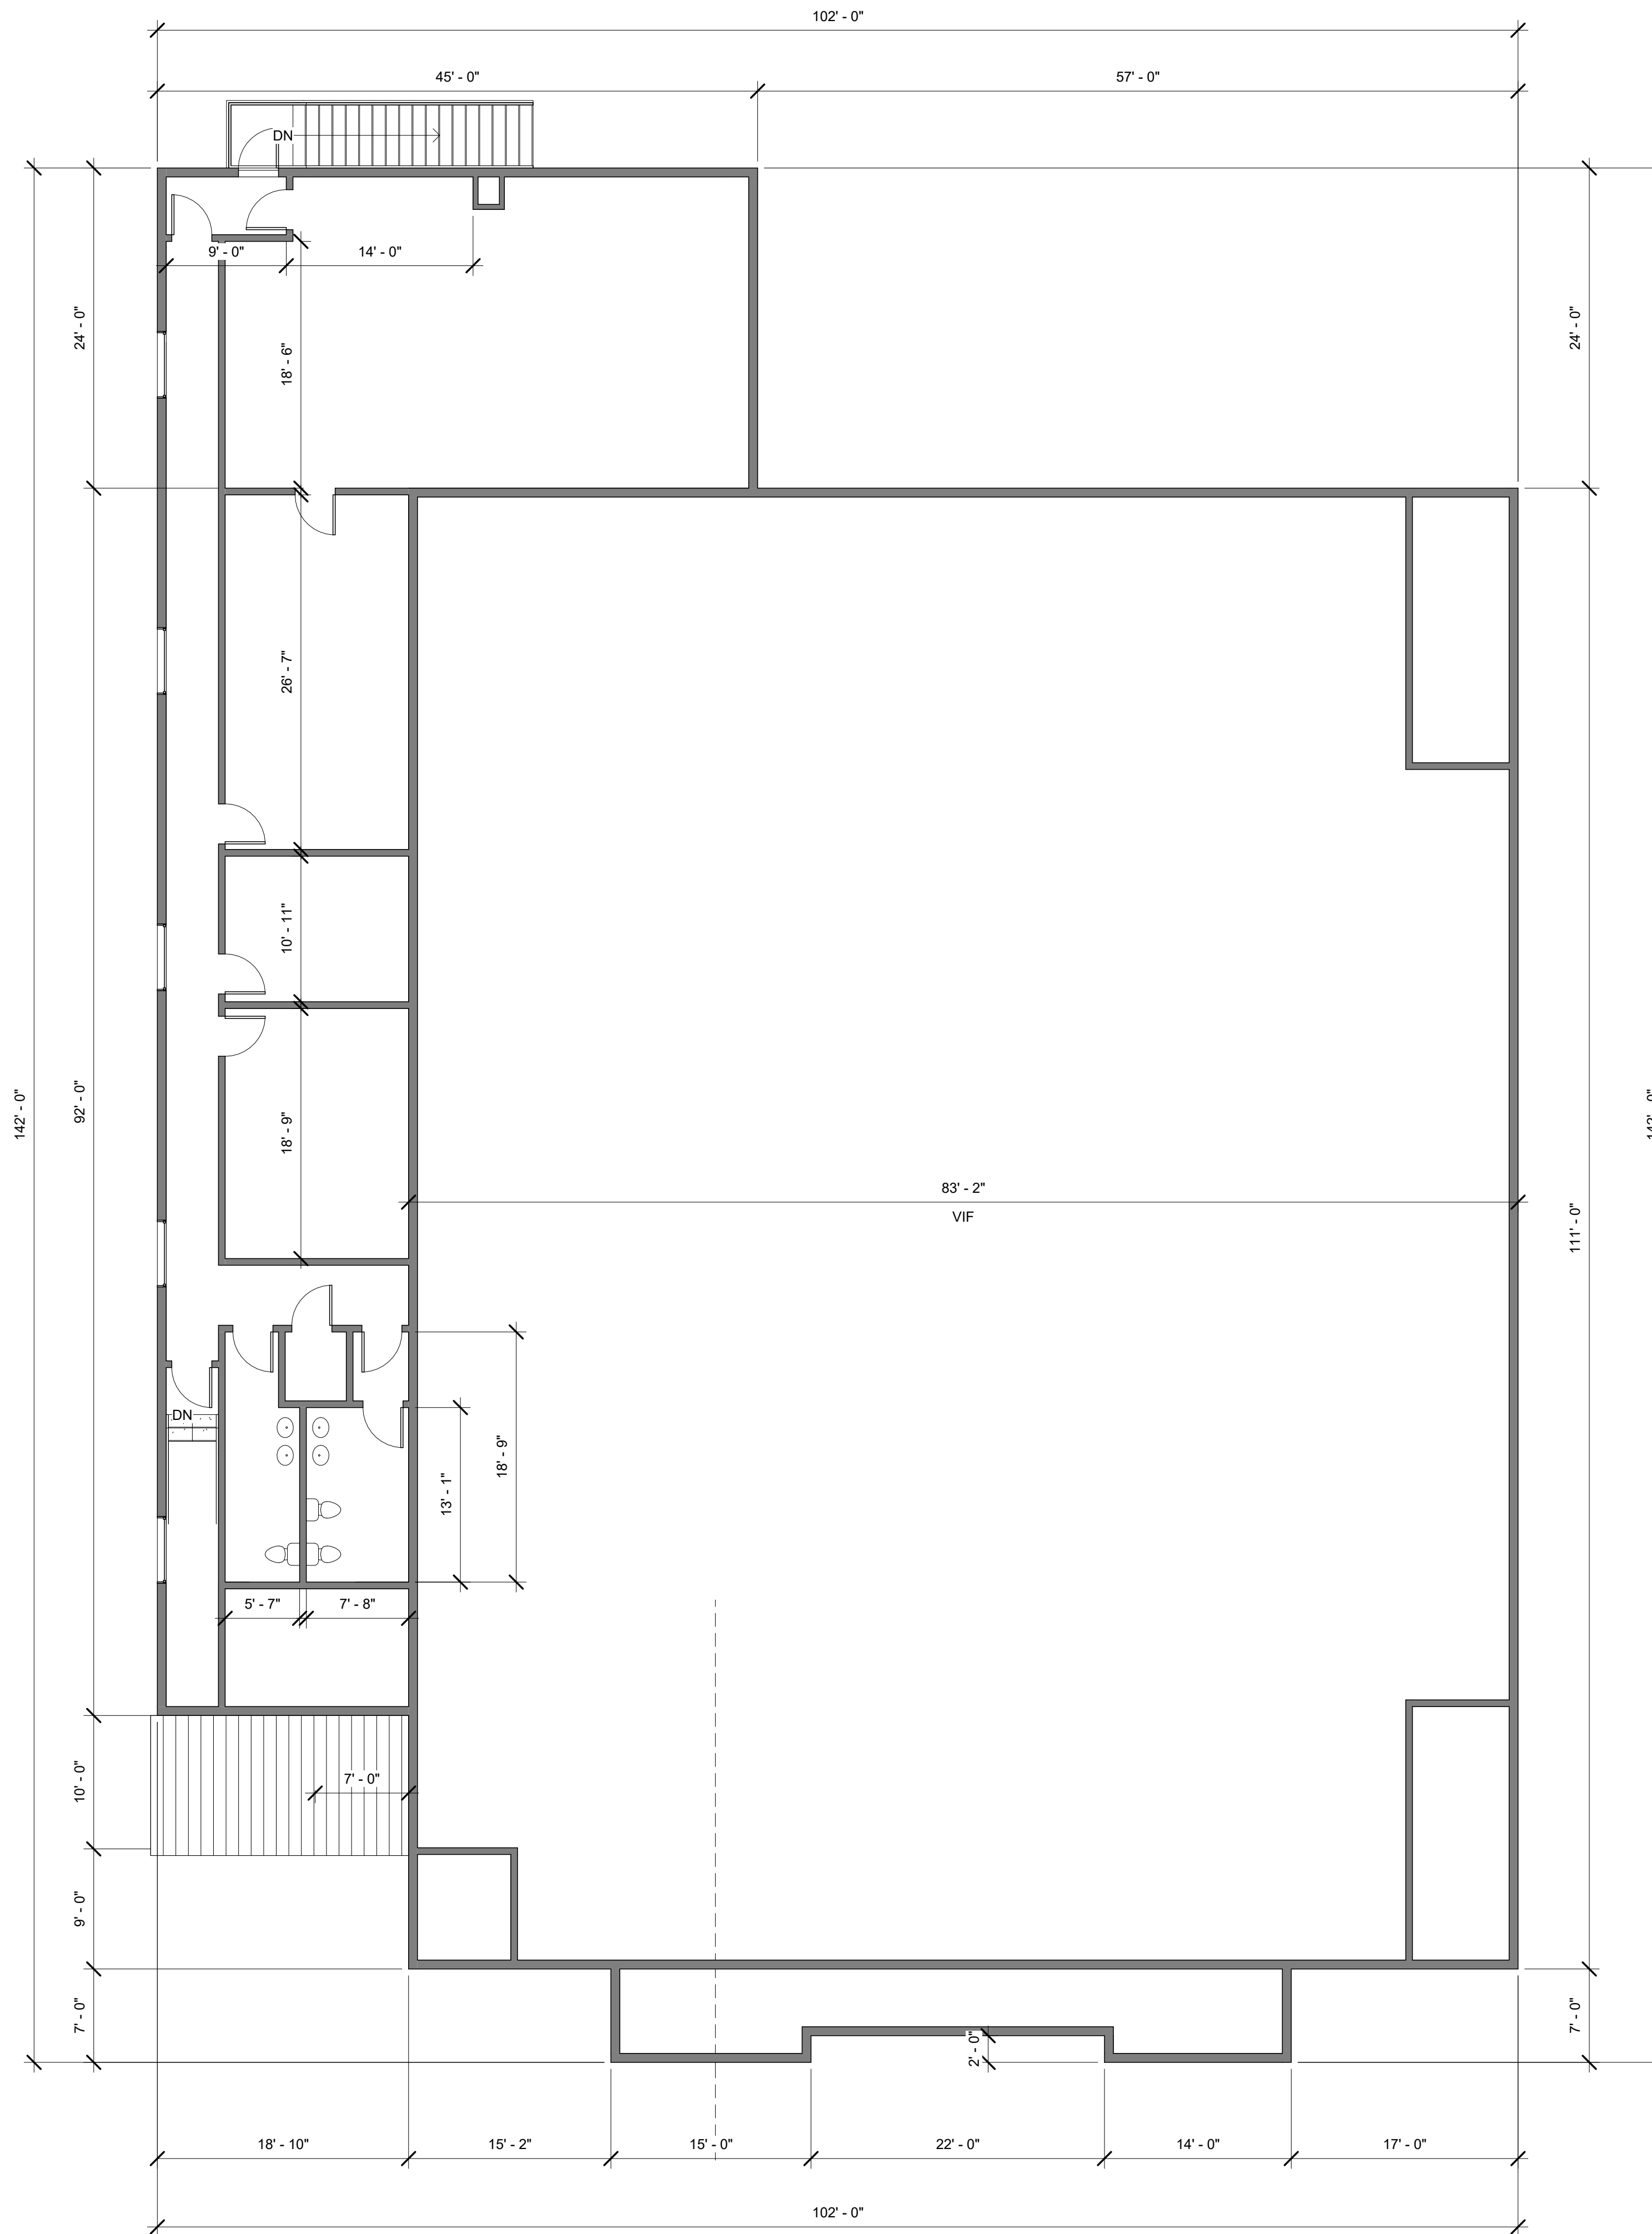 102' - 0"
45' - 0"
57' - 0"
DN
9' - 0"
14' - 0"
24' - 0"
18' - 6"
24' - 0"
26' - 7"
10' - 11"
142' - 0"
92' - 0"
18' - 9"
83' - 2"
VIF
111' - 0"
142' - 0"
DN
13' - 1"
18' - 9"
5' - 7"
7' - 8"
10' - 0"
7' - 0"
9' - 0"
7' - 0"
2' - 0"
7' - 0"
18' - 10"
15' - 2"
15' - 0"
22' - 0"
14' - 0"
17' - 0"
102' - 0"